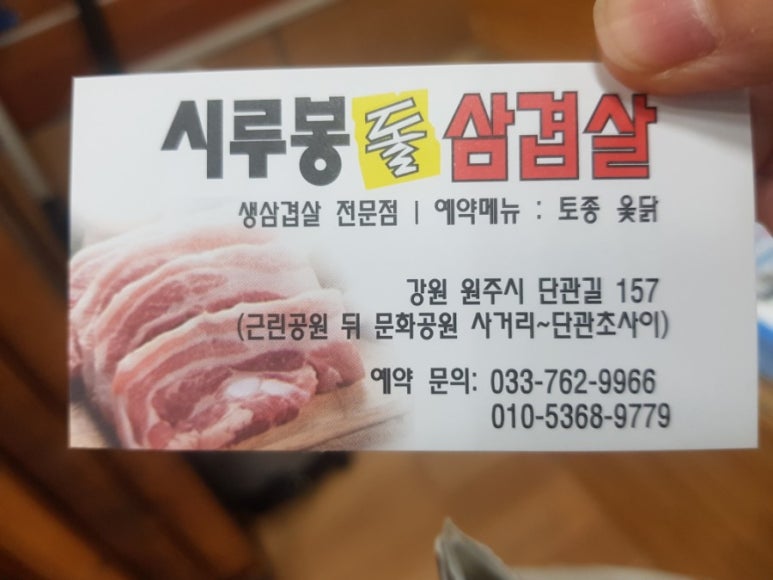 시루봉 돌 삼겹살
생삼겹살 전문점 | 예약메뉴 : 토종 옻닭
강원 원주시 단관길 157
(근린공원 뒤 문화공원 사거리~단관초사이)
예약 문의: 033-762-9966
010-5368-9779